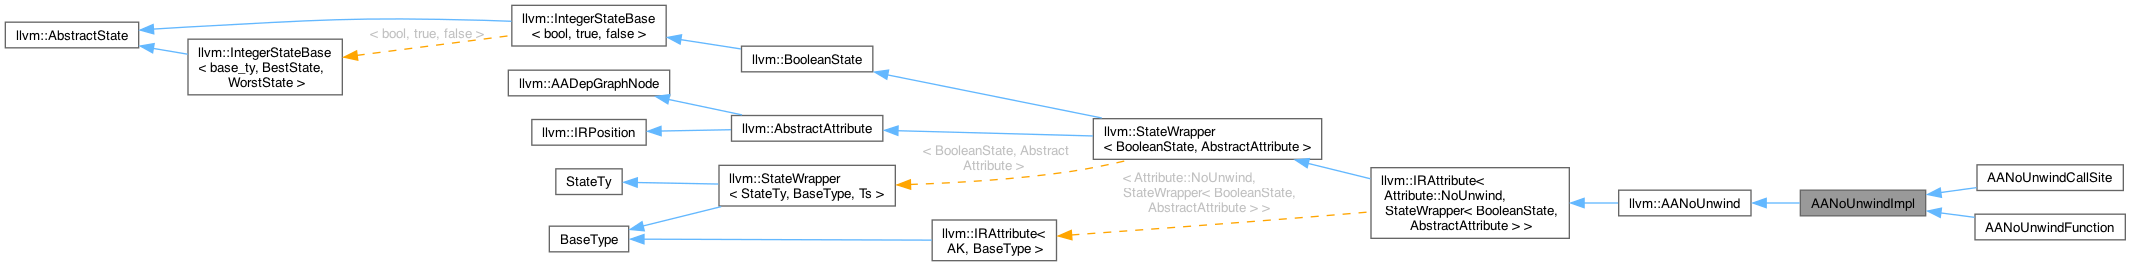 llvm::AbstractState
llvm::IntegerStateBase
< base_ty, BestState,
WorstState >
< bool, true, false >
llvm::IntegerStateBase
< bool, true, false >
llvm::AADepGraphNode
llvm::IRPosition
StateTy
BaseType
llvm::BooleanState
llvm::AbstractAttribute
llvm::StateWrapper
< StateTy, BaseType, Ts >
< BooleanState, Abstract
Attribute >
llvm::IRAttribute<
AK, BaseType >
llvm::StateWrapper
< BooleanState, AbstractAttribute >
< Attribute::NoUnwind,
StateWrapper< BooleanState,
AbstractAttribute > >
llvm::IRAttribute<
Attribute::NoUnwind,
StateWrapper< BooleanState,
AbstractAttribute > >
llvm::AANoUnwind
AANoUnwindImpl
AANoUnwindCallSite
AANoUnwindFunction